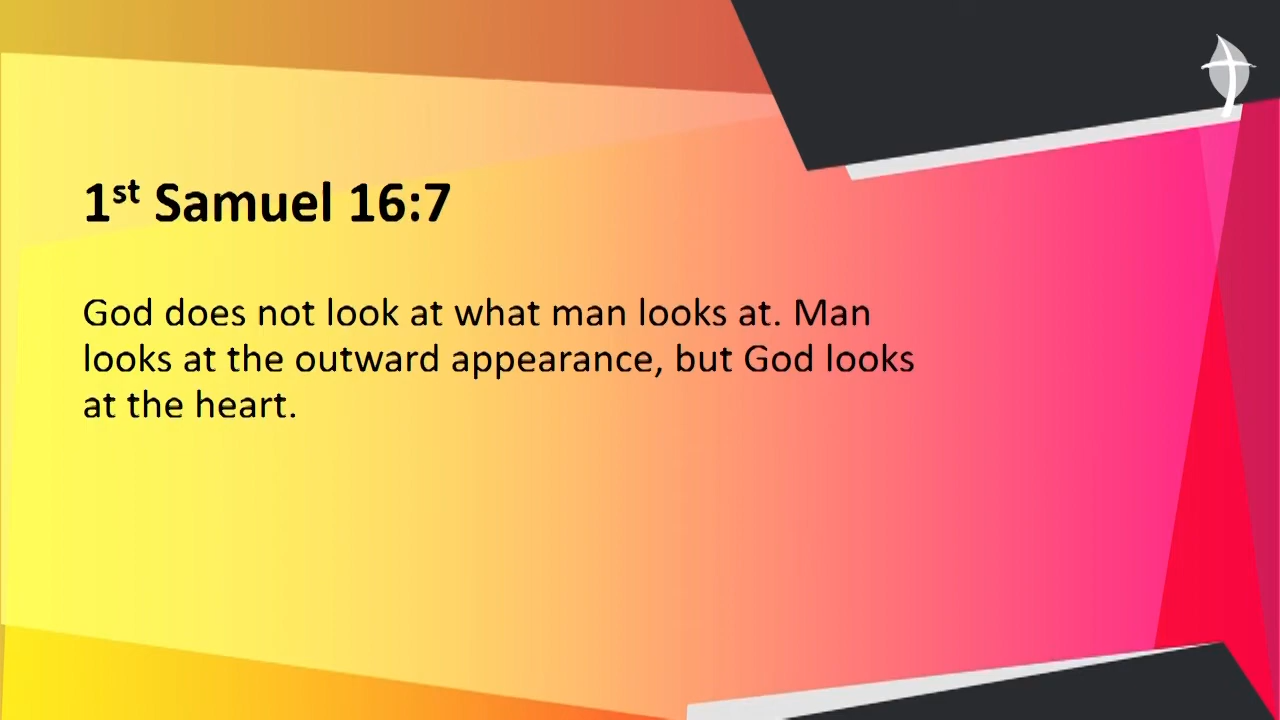 1st Samuel 16:7
God does not look at what man looks at. Man
looks at the outward appearance, but God looks
at the heart.